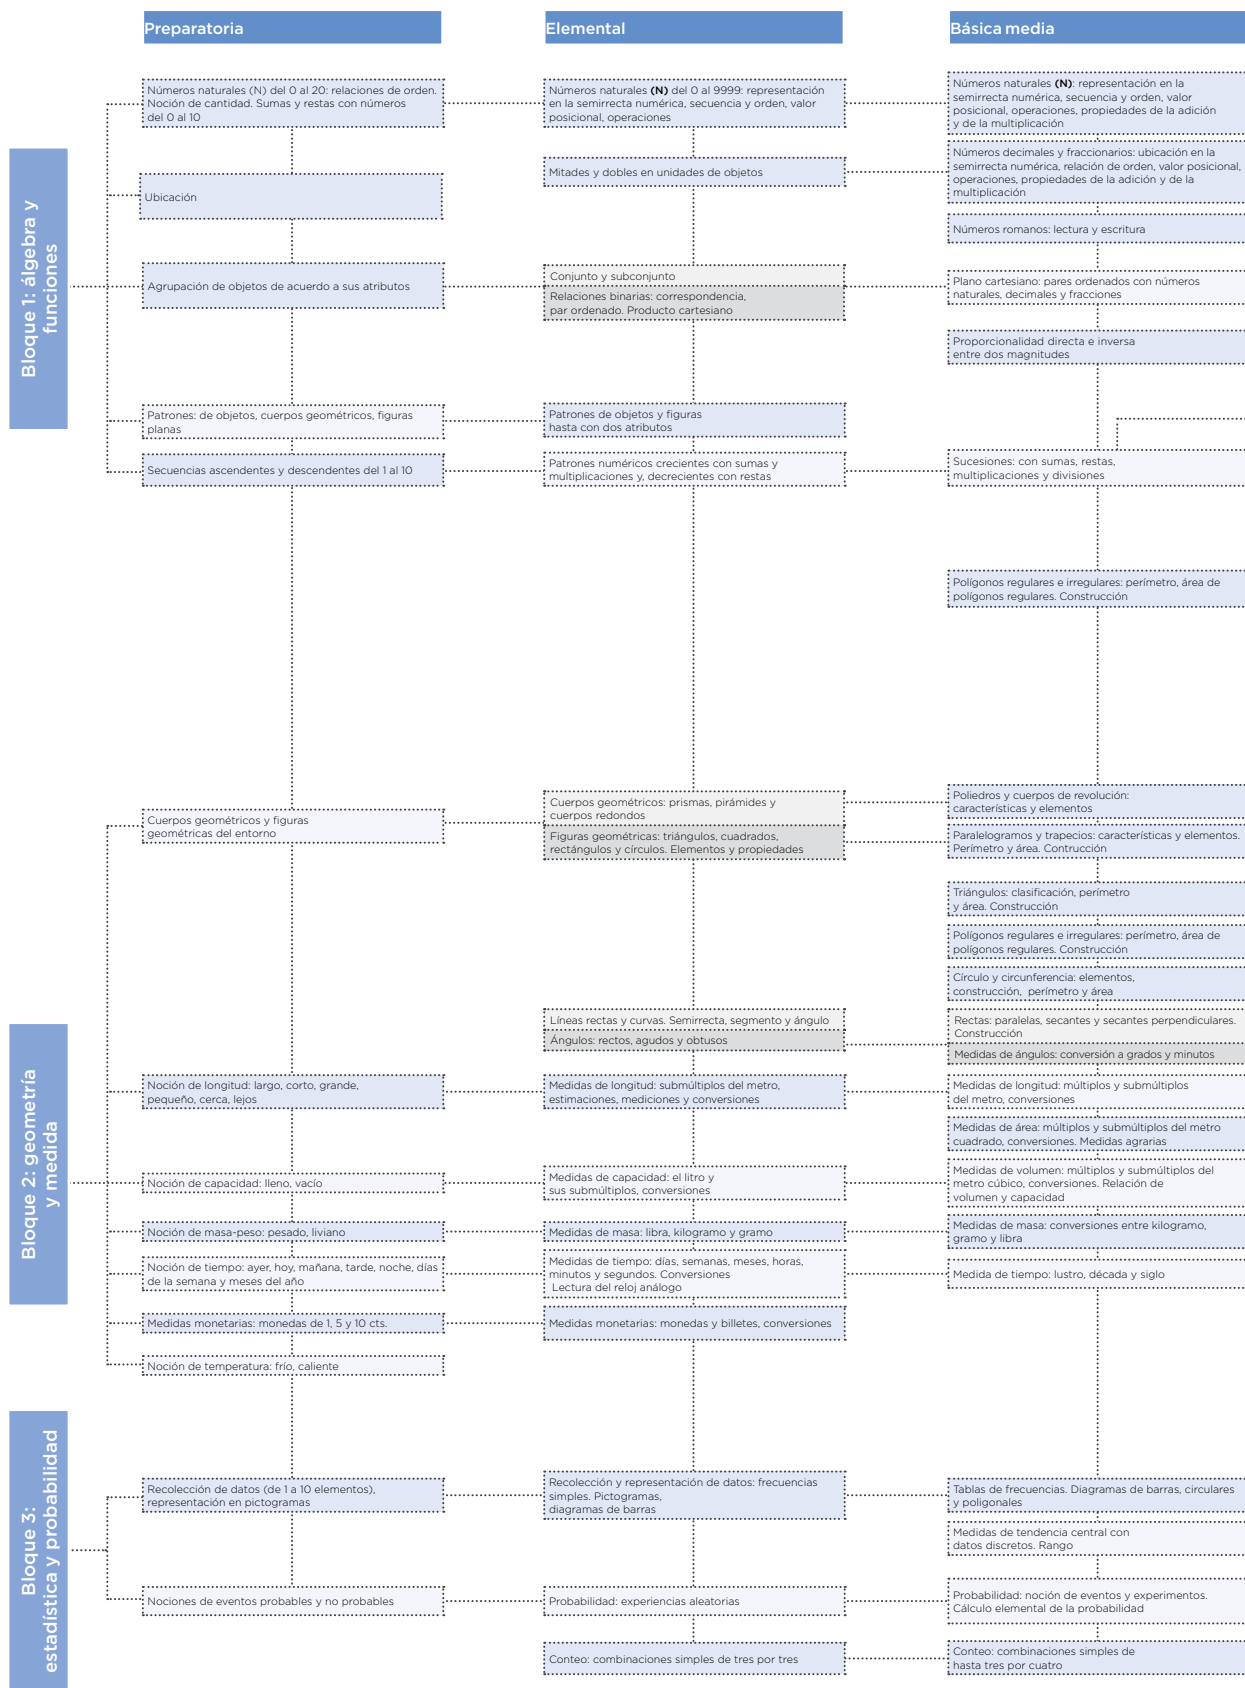 Preparatoria
Elemental
Básica media
Bloque 1: álgebra y
funciones
Números naturales (N) del 0 al 20: relaciones de orden.
Noción de cantidad. Sumas y restas con números
del 0 al 10
Ubicación
Agrupación de objetos de acuerdo a sus atributos
Patrones: de objetos, cuerpos geométricos, figuras
planas
Secuencias ascendentes y descendentes del 1 al 10
Números naturales (N) del 0 al 9999: representación
en la semirrecta numérica, secuencia y orden, valor
posicional, operaciones
Mitades y dobles en unidades de objetos
Conjunto y subconjunto
Relaciones binarias: correspondencia,
par ordenado. Producto cartesiano
Patrones de objetos y figuras
hasta con dos atributos
Patrones numéricos crecientes con sumas y
multiplicaciones y, decrecientes con restas
Números naturales (N): representación en la
semirrecta numérica, secuencia y orden, valor
posicional, operaciones, propiedades de la adición
y de la multiplicación
Números decimales y fraccionarios: ubicación en la
semirrecta numérica, relación de orden, valor posicional,
operaciones, propiedades de la adición y de la
multiplicación
Números romanos: lectura y escritura
Plano cartesiano: pares ordenados con números
naturales, decimales y fracciones
Proporcionalidad directa e inversa
entre dos magnitudes
Sucesiones: con sumas, restas,
multiplicaciones y divisiones
Polígonos regulares e irregulares: perímetro, área de
polígonos regulares. Construcción
Bloque 2: geometría
y medida
Cuerpos geométricos y figuras
geométricas del entorno
Noción de longitud: largo, corto, grande,
pequeño, cerca, lejos
Noción de capacidad: lleno, vacío
Noción de masa-peso: pesado, liviano
Noción de tiempo: ayer, hoy, mañana, tarde, noche, días
de la semana y meses del año
Medidas monetarias: monedas de 1, 5 y 10 cts.
Noción de temperatura: frío, caliente
Cuerpos geométricos: prismas, pirámides y
cuerpos redondos
Figuras geométricas: triángulos, cuadrados,
rectángulos y círculos. Elementos y propiedades
Líneas rectas y curvas. Semirrecta, segmento y ángulo
Ángulos: rectos, agudos y obtusos
Medidas de longitud: submúltiplos del metro,
estimaciones, mediciones y conversiones
Medidas de capacidad: el litro y
sus submúltiplos, conversiones
Medidas de masa: libra, kilogramo y gramo
Medidas de tiempo: días, semanas, meses, horas,
minutos y segundos. Conversiones
Lectura del reloj análogo
Medidas monetarias: monedas y billetes, conversiones
Poliedros y cuerpos de revolución:
características y elementos
Paralelogramos y trapecios: características y elementos.
Perímetro y área. Contrucción
Triángulos: clasificación, perímetro
y área. Construcción
Polígonos regulares e irregulares: perímetro, área de
polígonos regulares. Construcción
Círculo y circunferencia: elementos,
construcción, perímetro y área
Rectas: paralelas, secantes y secantes perpendiculares.
Construcción
Medidas de ángulos: conversión a grados y minutos
Medidas de longitud: múltiplos y submúltiplos
del metro, conversiones
Medidas de área: múltiplos y submúltiplos del metro
cuadrado, conversiones. Medidas agrarias
Medidas de volumen: múltiplos y submúltiplos del
metro cúbico, conversiones. Relación de
volumen y capacidad
Medidas de masa: conversiones entre kilogramo,
gramo y libra
Medida de tiempo: lustro, década y siglo
Bloque 3:
estadística y probabilidad
Recolección de datos (de 1 a 10 elementos),
representación en pictogramas
Nociones de eventos probables y no probables
Recolección y representación de datos: frecuencias
simples. Pictogramas,
diagramas de barras
Probabilidad: experiencias aleatorias
Conteo: combinaciones simples de tres por tres
Tablas de frecuencias. Diagramas de barras, circulares
y poligonales
Medidas de tendencia central con
datos discretos. Rango
Probabilidad: noción de eventos y experimentos.
Cálculo elemental de la probabilidad
Conteo: combinaciones simples de
hasta tres por cuatro